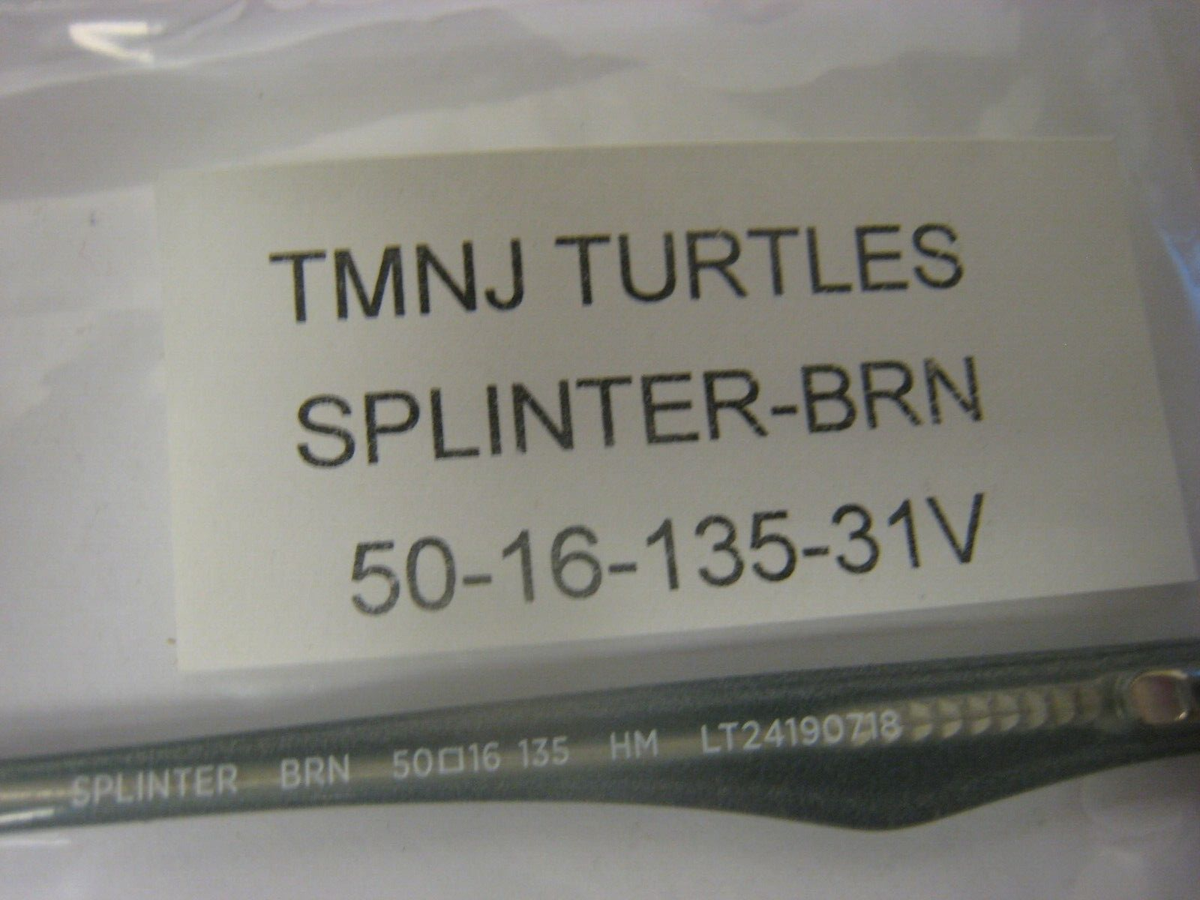 TMNJ TURTLES
SPLINTER-BRN
50-16-135-31V
SPLINTER BRN 50□16 135 HM LT24190718